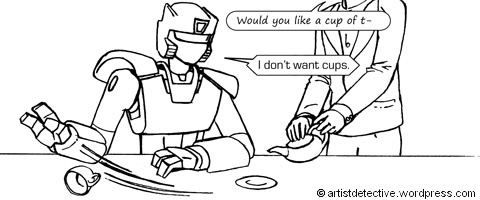 Would you like a cup of t-
I don't want cups.
© artistdetective.wordpress.com